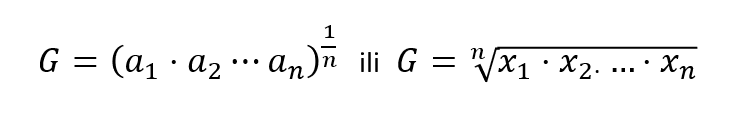 G = (a₁ · a₂ ⋯ aₙ)^(1/n) ili G = ⁿ√(x₁ · x₂. … · xₙ)